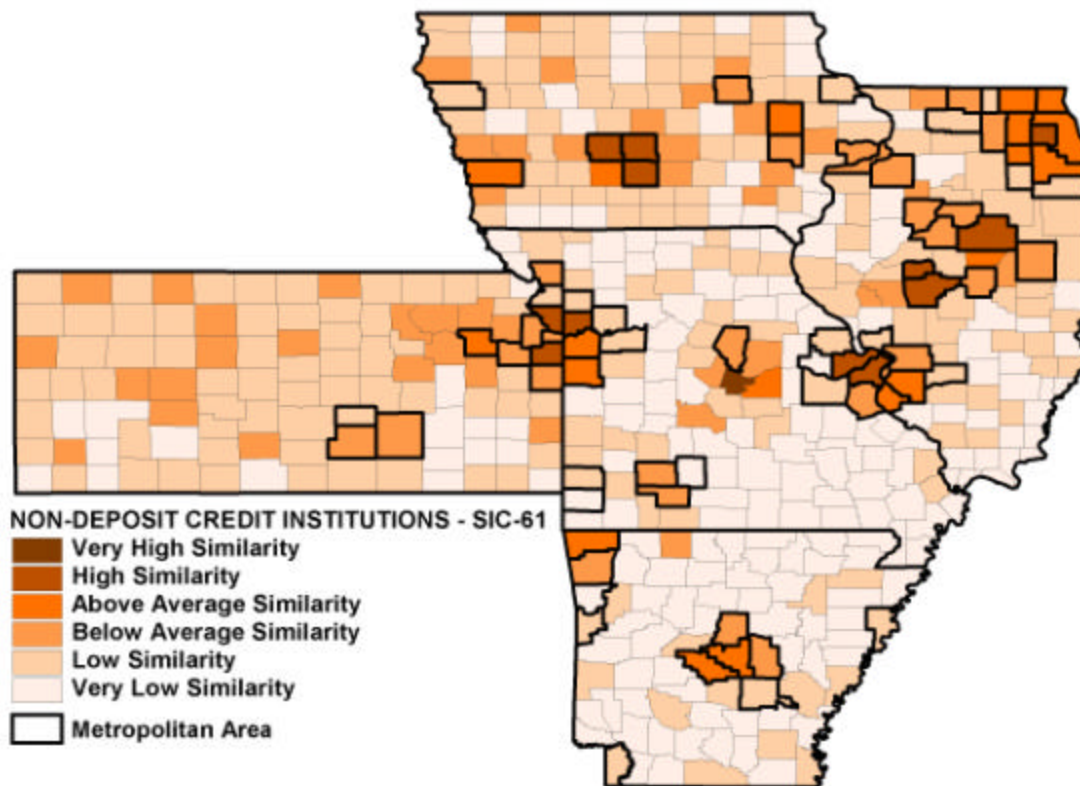 NON-DEPOSIT CREDIT INSTITUTIONS - SIC-61
Very High Similarity
High Similarity
Above Average Similarity
Below Average Similarity
Low Similarity
Very Low Similarity
Metropolitan Area